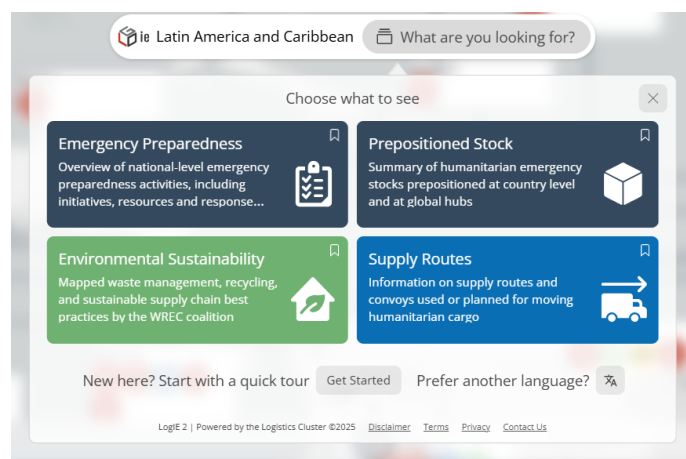 ie Latin America and Caribbean What are you looking for?
Choose what to see
Emergency Preparedness
Overview of national-level emergency
preparedness activities, including
initiatives, resources and response...
Prepositioned Stock
Summary of humanitarian emergency
stocks prepositioned at country level
and at global hubs
Environmental Sustainability
Mapped waste management, recycling,
and sustainable supply chain best
practices by the WREC coalition
Supply Routes
Information on supply routes and
convoys used or planned for moving
humanitarian cargo
New here? Start with a quick tour Get Started Prefer another language?
LogIE 2 | Powered by the Logistics Cluster ©2025 Disclaimer Terms Privacy Contact Us